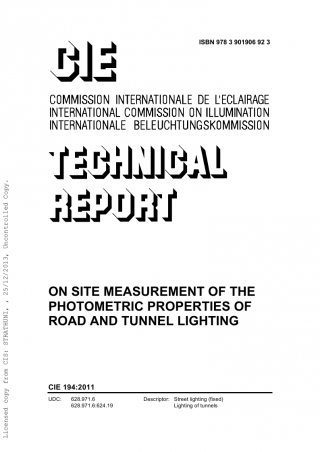 ISBN 978 3 901906 92 3
CIE
COMMISSION INTERNATIONALE DE L'ECLAIRAGE
INTERNATIONAL COMMISSION ON ILLUMINATION
INTERNATIONALE BELEUCHTUNGSKOMMISSION
TECHNICAL
REPORT
ON SITE MEASUREMENT OF THE
PHOTOMETRIC PROPERTIES OF
ROAD AND TUNNEL LIGHTING
CIE 194:2011
UDC: 628.971.6 Descriptor: Street lighting (fixed)
628.971.6:624.19 Lighting of tunnels
Licensed copy from CIS: STRATHUNI, , 25/12/2013, Uncontrolled Copy.